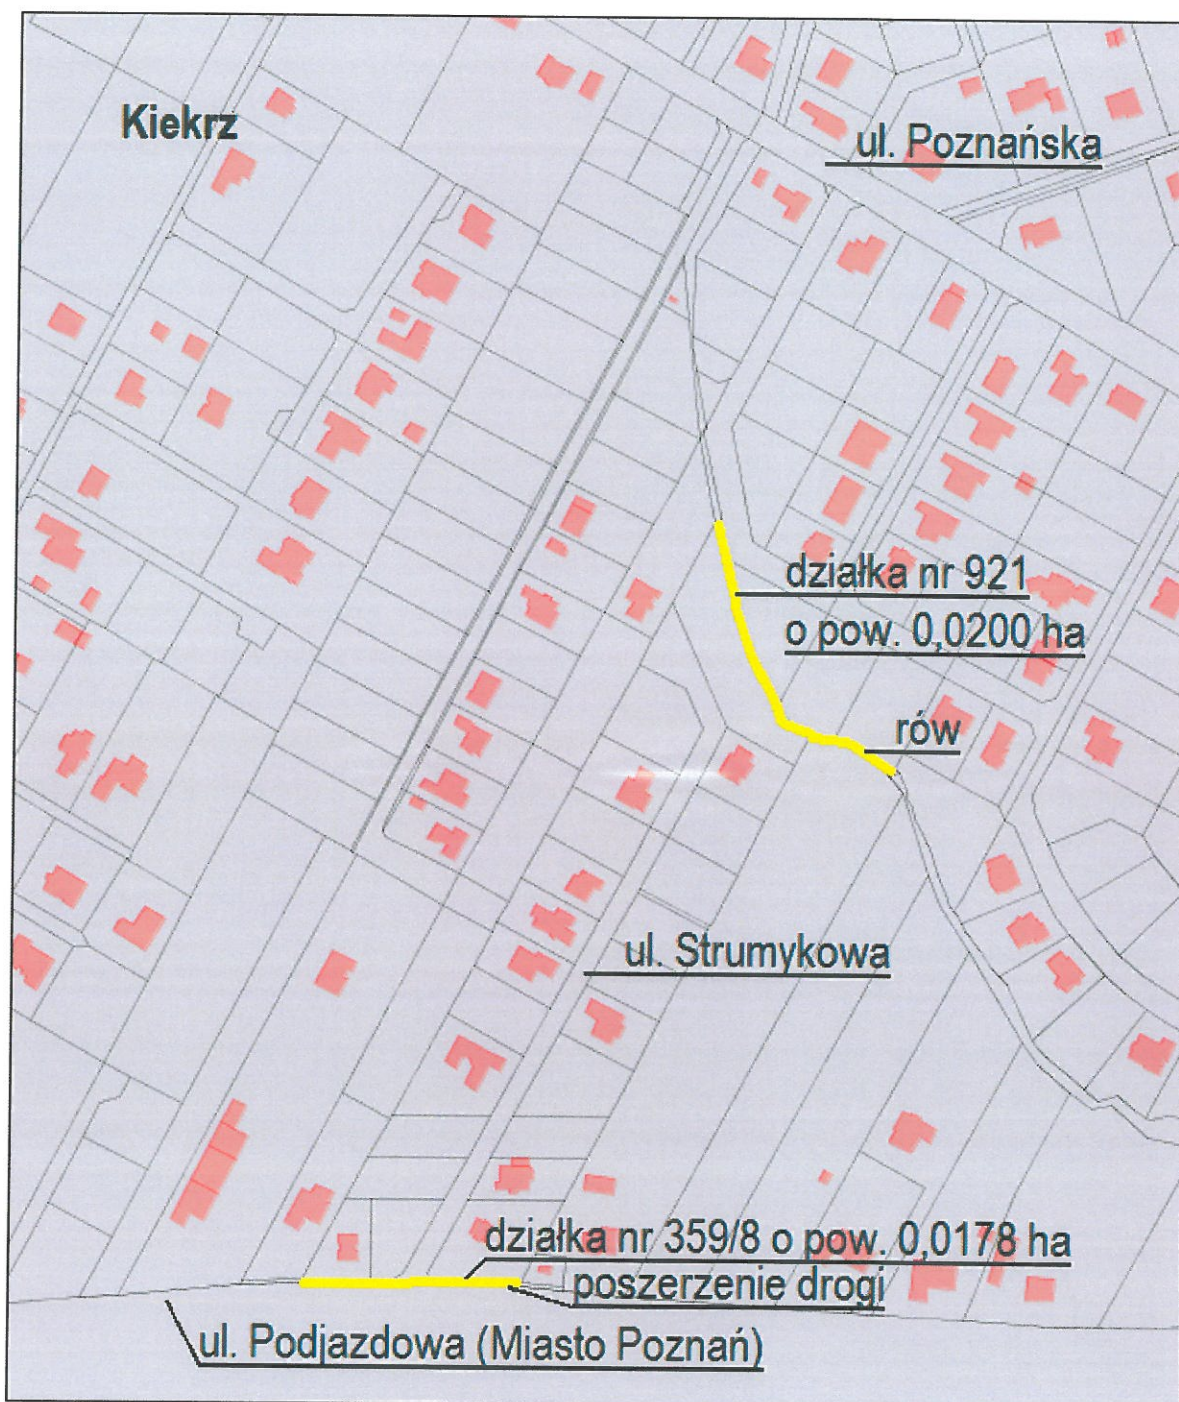 Kiekrz
ul. Poznańska
działka nr 921
o pow. 0,0200 ha
rów
ul. Strumykowa
działka nr 359/8 o pow. 0,0178 ha
poszerzenie drogi
ul. Podjazdowa (Miasto Poznań)